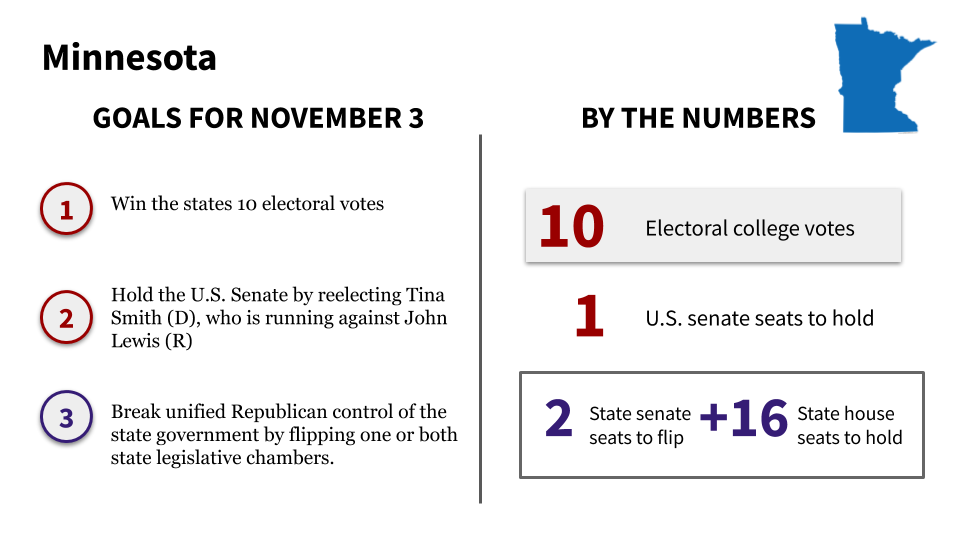 Minnesota
GOALS FOR NOVEMBER 3
1
Win the states 10 electoral votes
2
Hold the U.S. Senate by reelecting Tina
Smith (D), who is running against John
Lewis (R)
3
Break unified Republican control of the
state government by flipping one or both
state legislative chambers.
BY THE NUMBERS
10
Electoral college votes
1
U.S. senate seats to hold
2
State senate
seats to flip
+16
State house
seats to hold